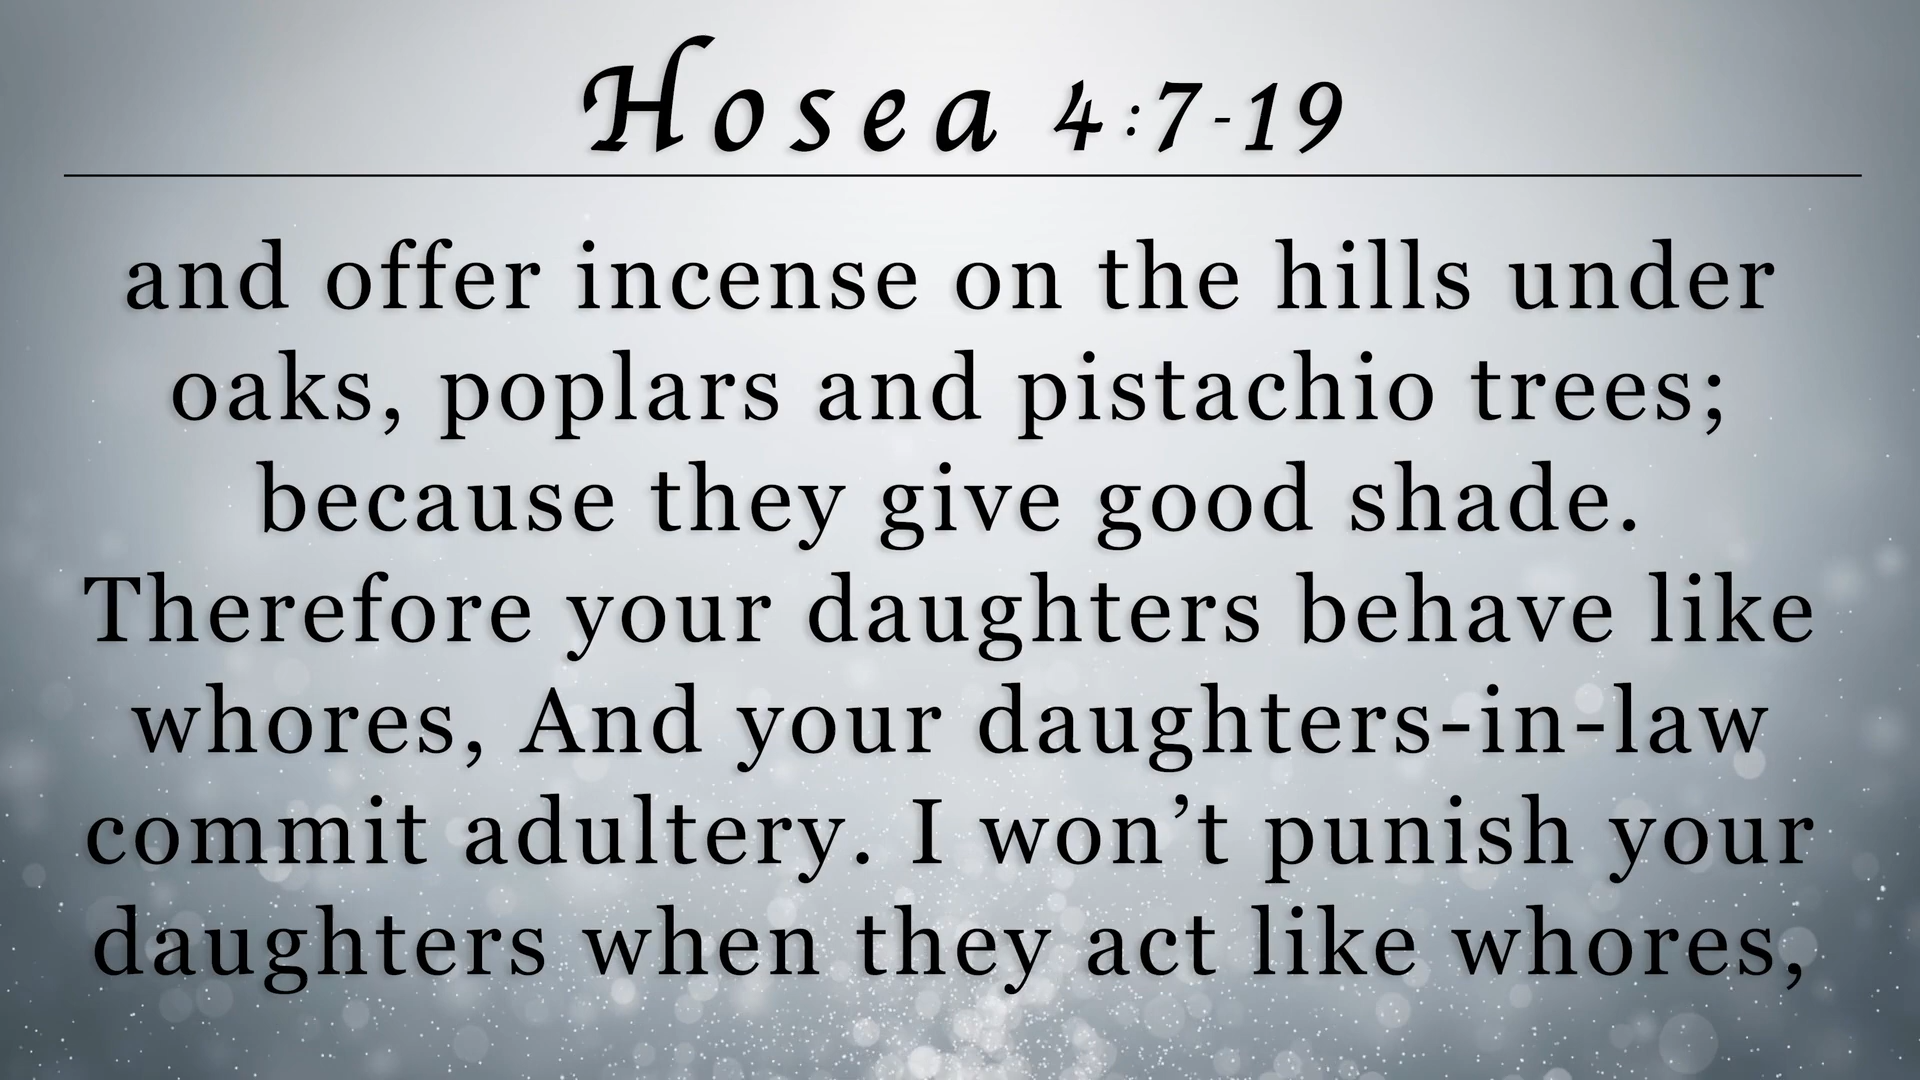 Hosea 4:7-19
and offer incense on the hills under
oaks, poplars and pistachio trees;
because they give good shade.
Therefore your daughters behave like
whores, And your daughters-in-law
commit adultery. I won’t punish your
daughters when they act like whores,